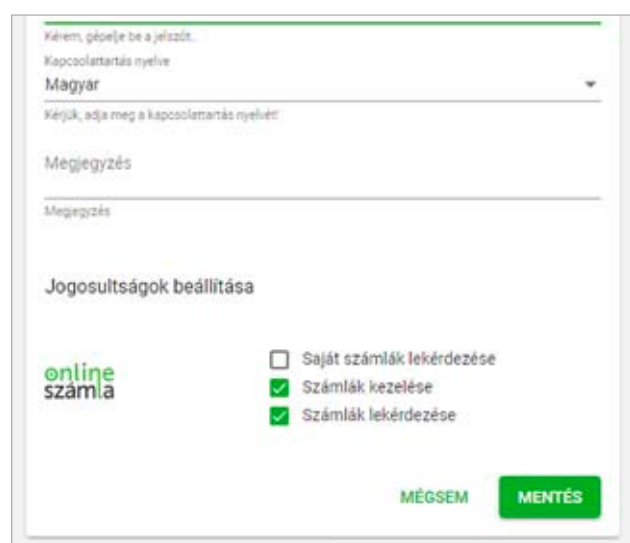 Kérem, gépelje be a jelszót.
Kapcsolattartás nyelve
Magyar
Kérjük, adja meg a kapcsolattartás nyelvét!
Megjegyzés
Megjegyzés
Jogosultságok beállítása
online
számla
Saját számlák lekérdezése
Számlák kezelése
Számlák lekérdezése
MÉGSEM
MENTÉS